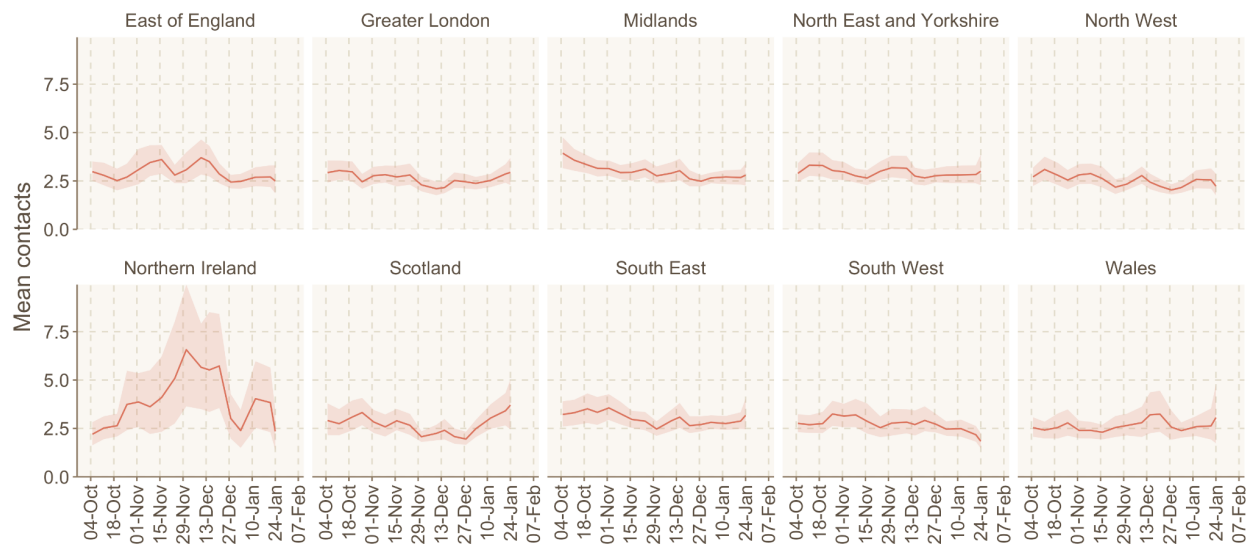 East of England Greater London Midlands North East and Yorkshire North West
7.5
5.0
2.5
0.0
Mean contacts
Northern Ireland Scotland South East South West Wales
7.5
5.0
2.5
0.0
04-Oct 18-Oct 01-Nov 15-Nov 29-Nov 13-Dec 27-Dec 10-Jan 24-Jan 07-Feb 04-Oct 18-Oct 01-Nov 15-Nov 29-Nov 13-Dec 27-Dec 10-Jan 24-Jan 07-Feb 04-Oct 18-Oct 01-Nov 15-Nov 29-Nov 13-Dec 27-Dec 10-Jan 24-Jan 07-Feb 04-Oct 18-Oct 01-Nov 15-Nov 29-Nov 13-Dec 27-Dec 10-Jan 24-Jan 07-Feb 04-Oct 18-Oct 01-Nov 15-Nov 29-Nov 13-Dec 27-Dec 10-Jan 24-Jan 07-Feb